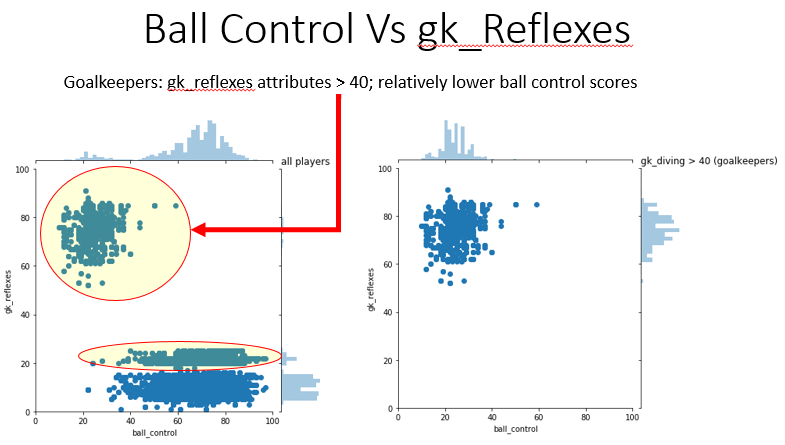 Ball Control Vs gk_Reflexes
Goalkeepers: gk_reflexes attributes > 40; relatively lower ball control scores
all players
100
80
60
40
20
0
gk_reflexes
0 20 40 60 80 100
ball_control
gk_diving > 40 (goalkeepers)
100
80
60
40
20
0
gk_reflexes
0 20 40 60 80 100
ball_control